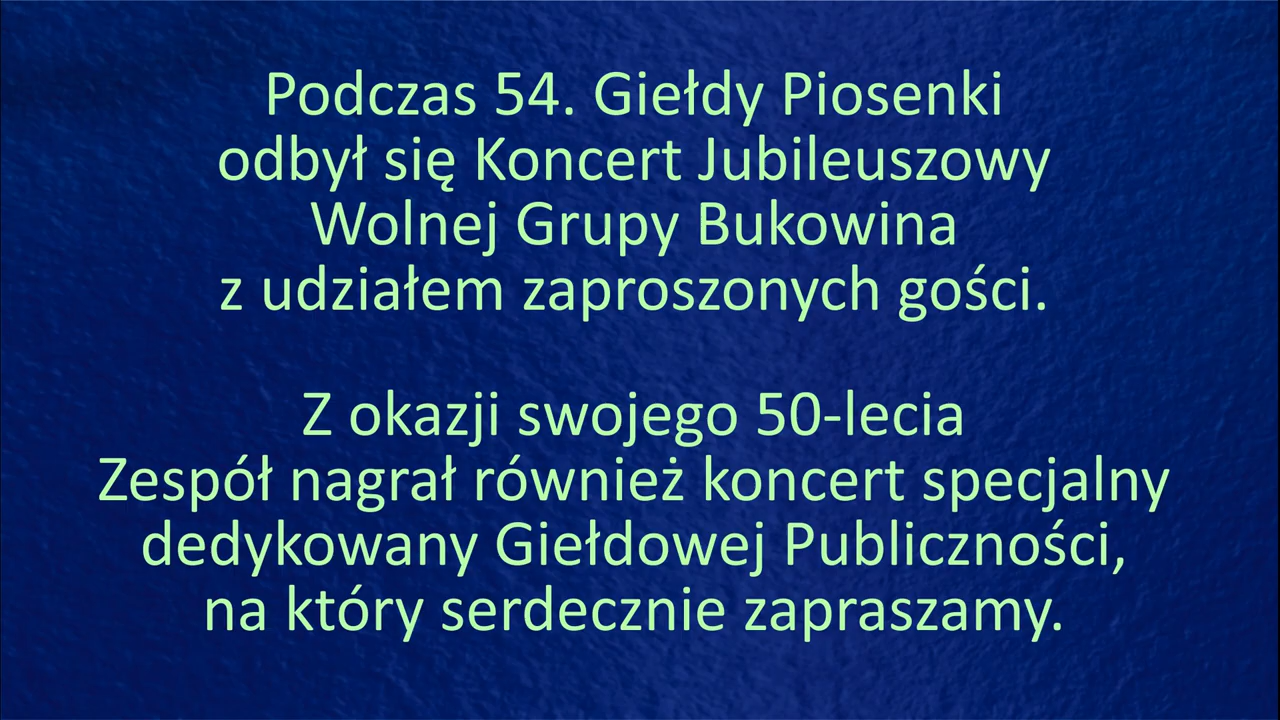 Podczas 54. Giełdy Piosenki
odbył się Koncert Jubileuszowy
Wolnej Grupy Bukowina
z udziałem zaproszonych gości.
Z okazji swojego 50-lecia
Zespół nagrał również koncert specjalny
dedykowany Giełdowej Publiczności,
na który serdecznie zapraszamy.